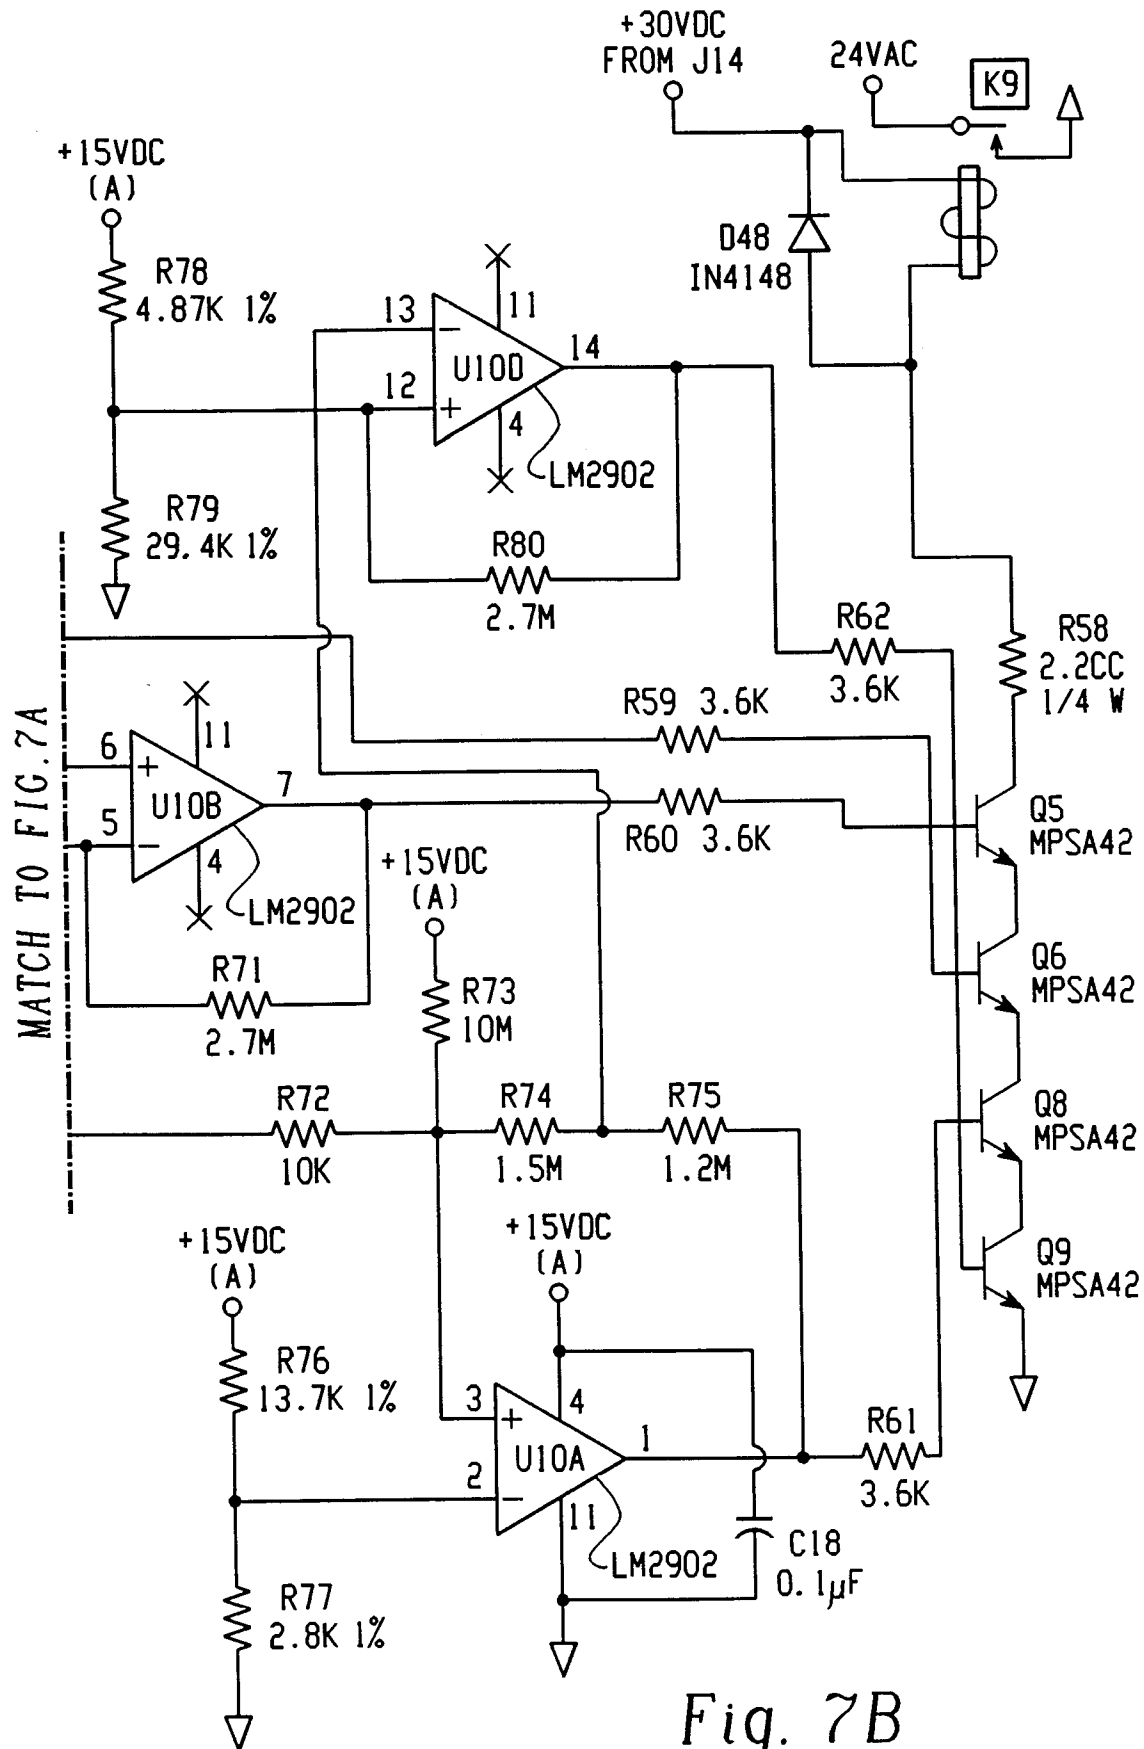 +30VDC
FROM J14
24VAC
K9
+15VDC
(A)
R78
4.87K 1%
13
11
14
U10D
12
4
LM2902
D48
IN4148
R79
29.4K 1%
R80
2.7M
R62
3.6K
R58
2.2CC
1/4 W
MATCH TO FIG.7A
R59 3.6K
11
6
7
U10B
5
4
LM2902
R60 3.6K
Q5
MPSA42
+15VDC
(A)
R71
2.7M
R73
10M
Q6
MPSA42
R72
10K
R74
1.5M
R75
1.2M
Q8
MPSA42
+15VDC
(A)
+15VDC
(A)
Q9
MPSA42
R76
13.7K 1%
3
4
1
U10A
2
11
LM2902
R61
3.6K
C18
0.1µF
R77
2.8K 1%
Fig. 7B